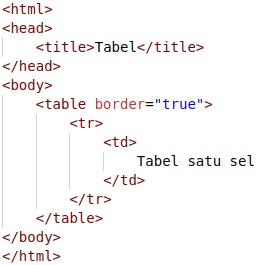 <html>
<head>
    <title>Tabel</title>
</head>
<body>
    <table border="true">
        <tr>
            <td>
                Tabel satu sel
            </td>
        </tr>
    </table>
</body>
</html>